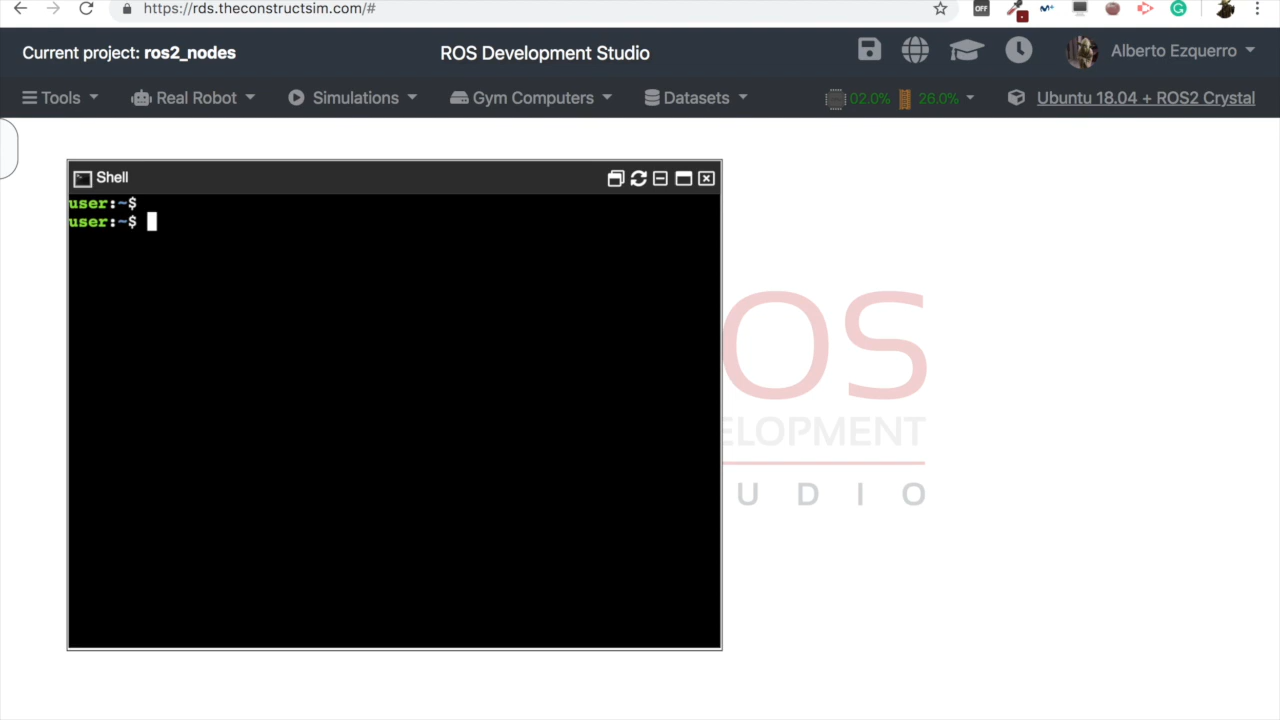 https://rds.theconstructsim.com/#
OFF
Current project: ros2_nodes
ROS Development Studio
Alberto Ezquerro
Tools
Real Robot
Simulations
Gym Computers
Datasets
02.0%
26.0%
Ubuntu 18.04 + ROS2 Crystal
Shell
user:~$
user:~$
OS
ELOPMENT
U D I O